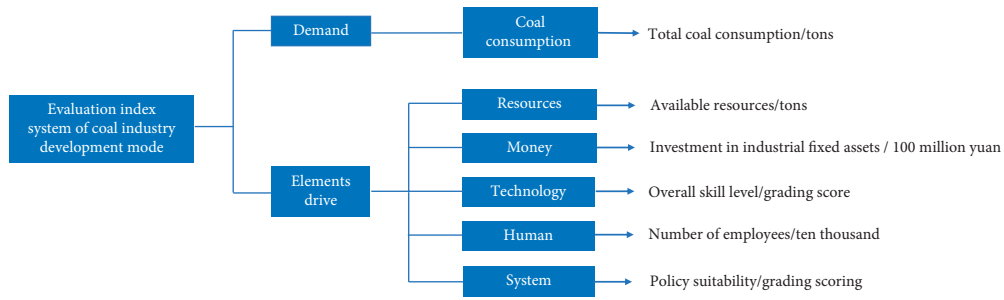 Evaluation index
system of coal industry
development mode
Demand
Coal
consumption
Total coal consumption/tons
Elements
drive
Resources
Available resources/tons
Money
Investment in industrial fixed assets / 100 million yuan
Technology
Overall skill level/grading score
Human
Number of employees/ten thousand
System
Policy suitability/grading scoring